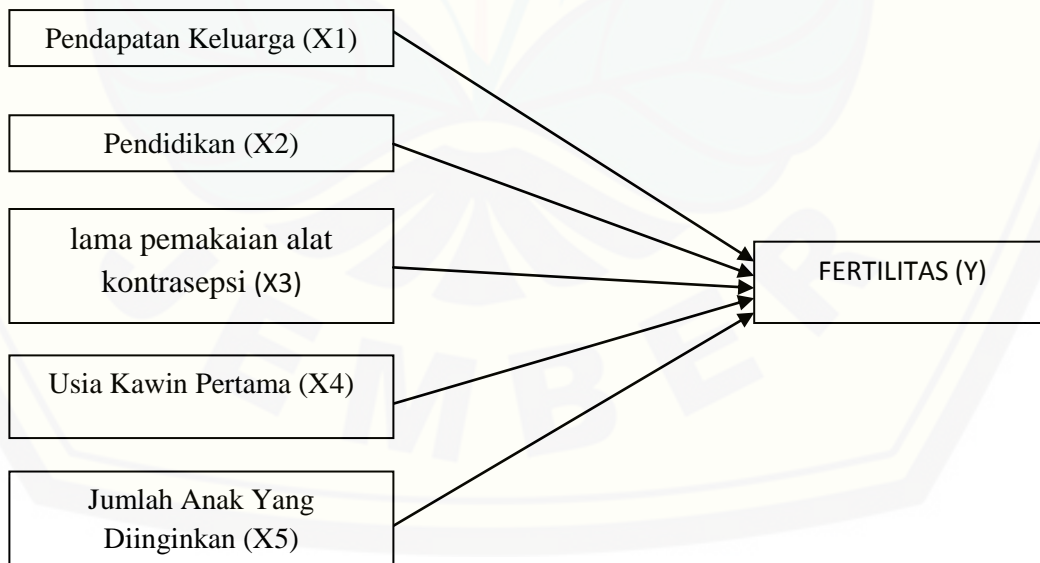 Pendapatan Keluarga (X1)
Pendidikan (X2)
lama pemakaian alat
kontrasepsi (X3)
FERTILITAS (Y)
Usia Kawin Pertama (X4)
Jumlah Anak Yang
Diinginkan (X5)
JEMBER